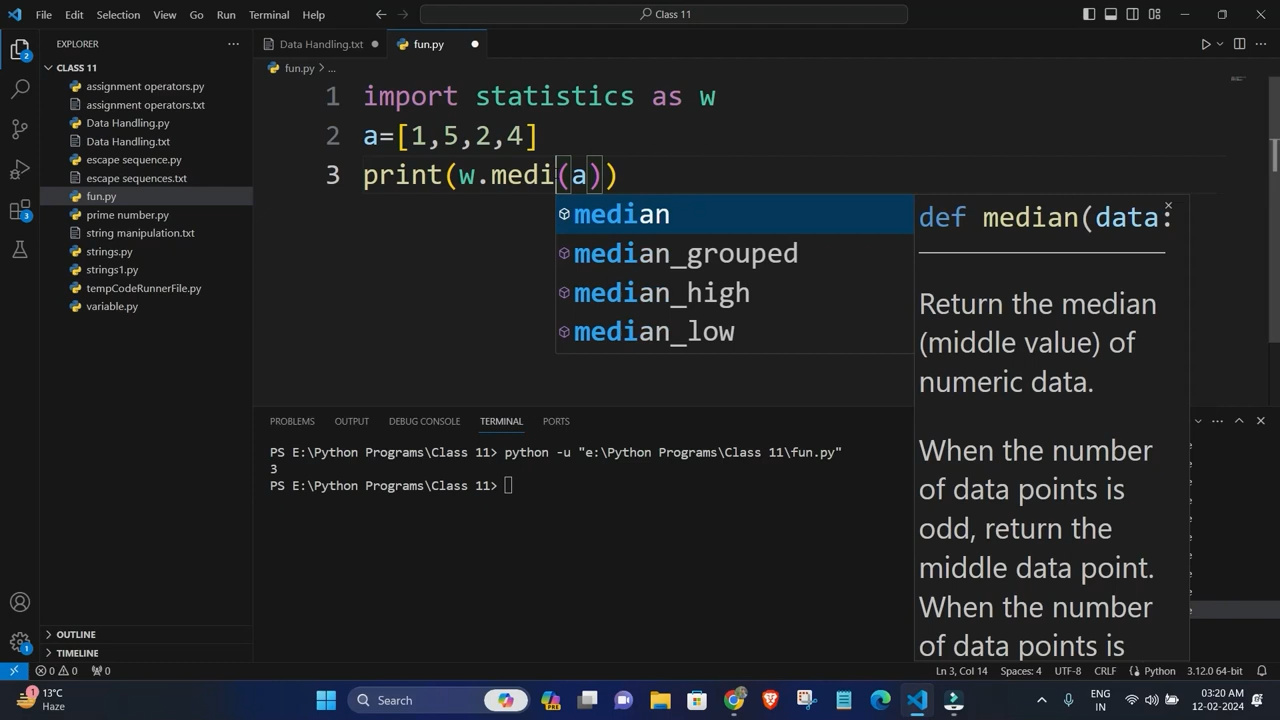 File Edit Selection View Go Run Terminal Help
Class 11
EXPLORER
CLASS 11
assignment operators.py
assignment operators.txt
Data Handling.py
Data Handling.txt
escape sequence.py
escape sequences.txt
fun.py
prime number.py
string manipulation.txt
strings.py
strings1.py
tempCodeRunnerFile.py
variable.py
OUTLINE
TIMELINE
2
3
1
Data Handling.txt
fun.py
fun.py > ...
1 import statistics as w
2 a=[1,5,2,4]
3 print(w.medi(a))
median
median_grouped
median_high
median_low
def median(data:
Return the median
(middle value) of
numeric data.
When the number
of data points is
odd, return the
middle data point.
When the number
of data points is
PROBLEMS OUTPUT DEBUG CONSOLE TERMINAL PORTS
PS E:\Python Programs\Class 11> python -u "e:\Python Programs\Class 11\fun.py"
3
PS E:\Python Programs\Class 11>
0 0 0
Ln 3, Col 14 Spaces: 4 UTF-8 CRLF Python 3.12.0 64-bit
1
13°C
Haze
Search
PRE
ENG
IN
03:20 AM
12-02-2024